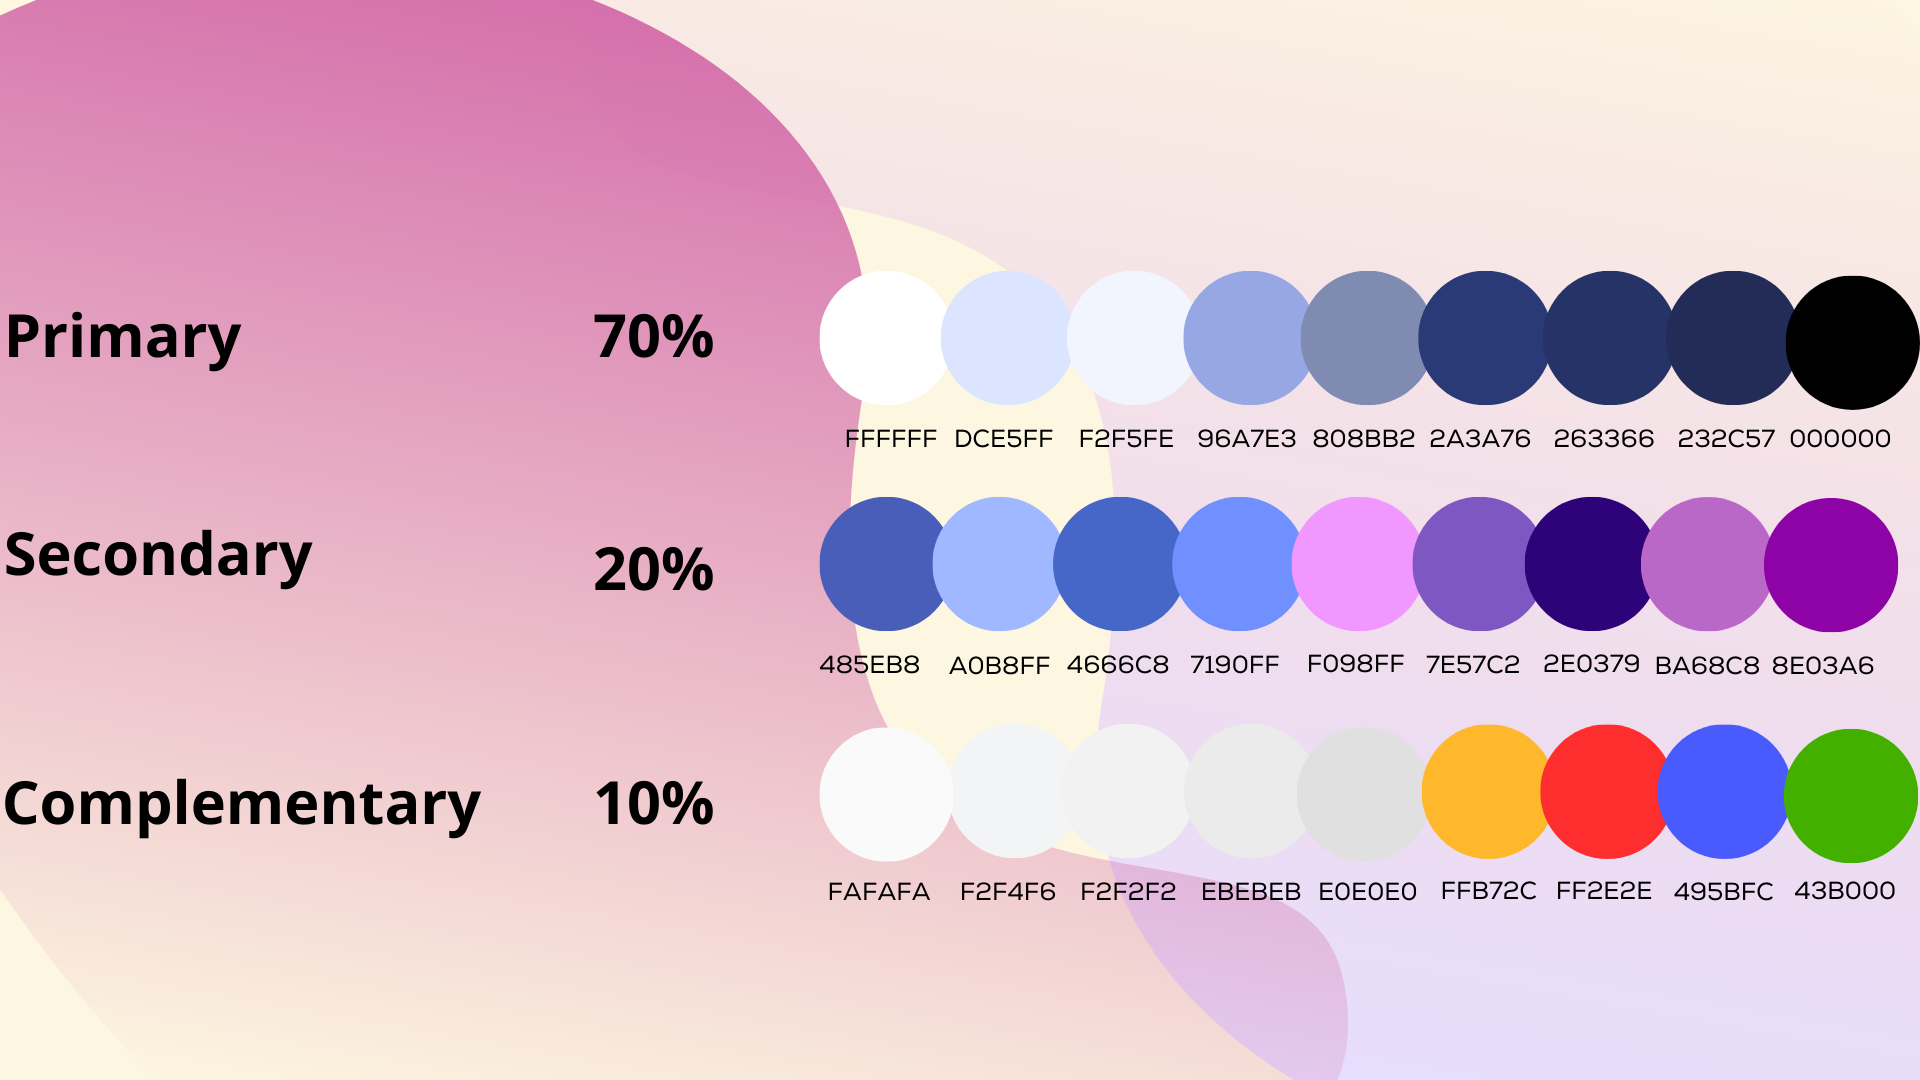 Primary 70%
FFFFFF DCE5FF F2F5FE 96A7E3 808BB2 2A3A76 263366 232C57 000000
Secondary 20%
485EB8 A0B8FF 4666C8 7190FF F098FF 7E57C2 2E0379 BA68C8 8E03A6
Complementary 10%
FAFAFA F2F4F6 F2F2F2 EBEBEB E0E0E0 FFB72C FF2E2E 495BFC 43B000